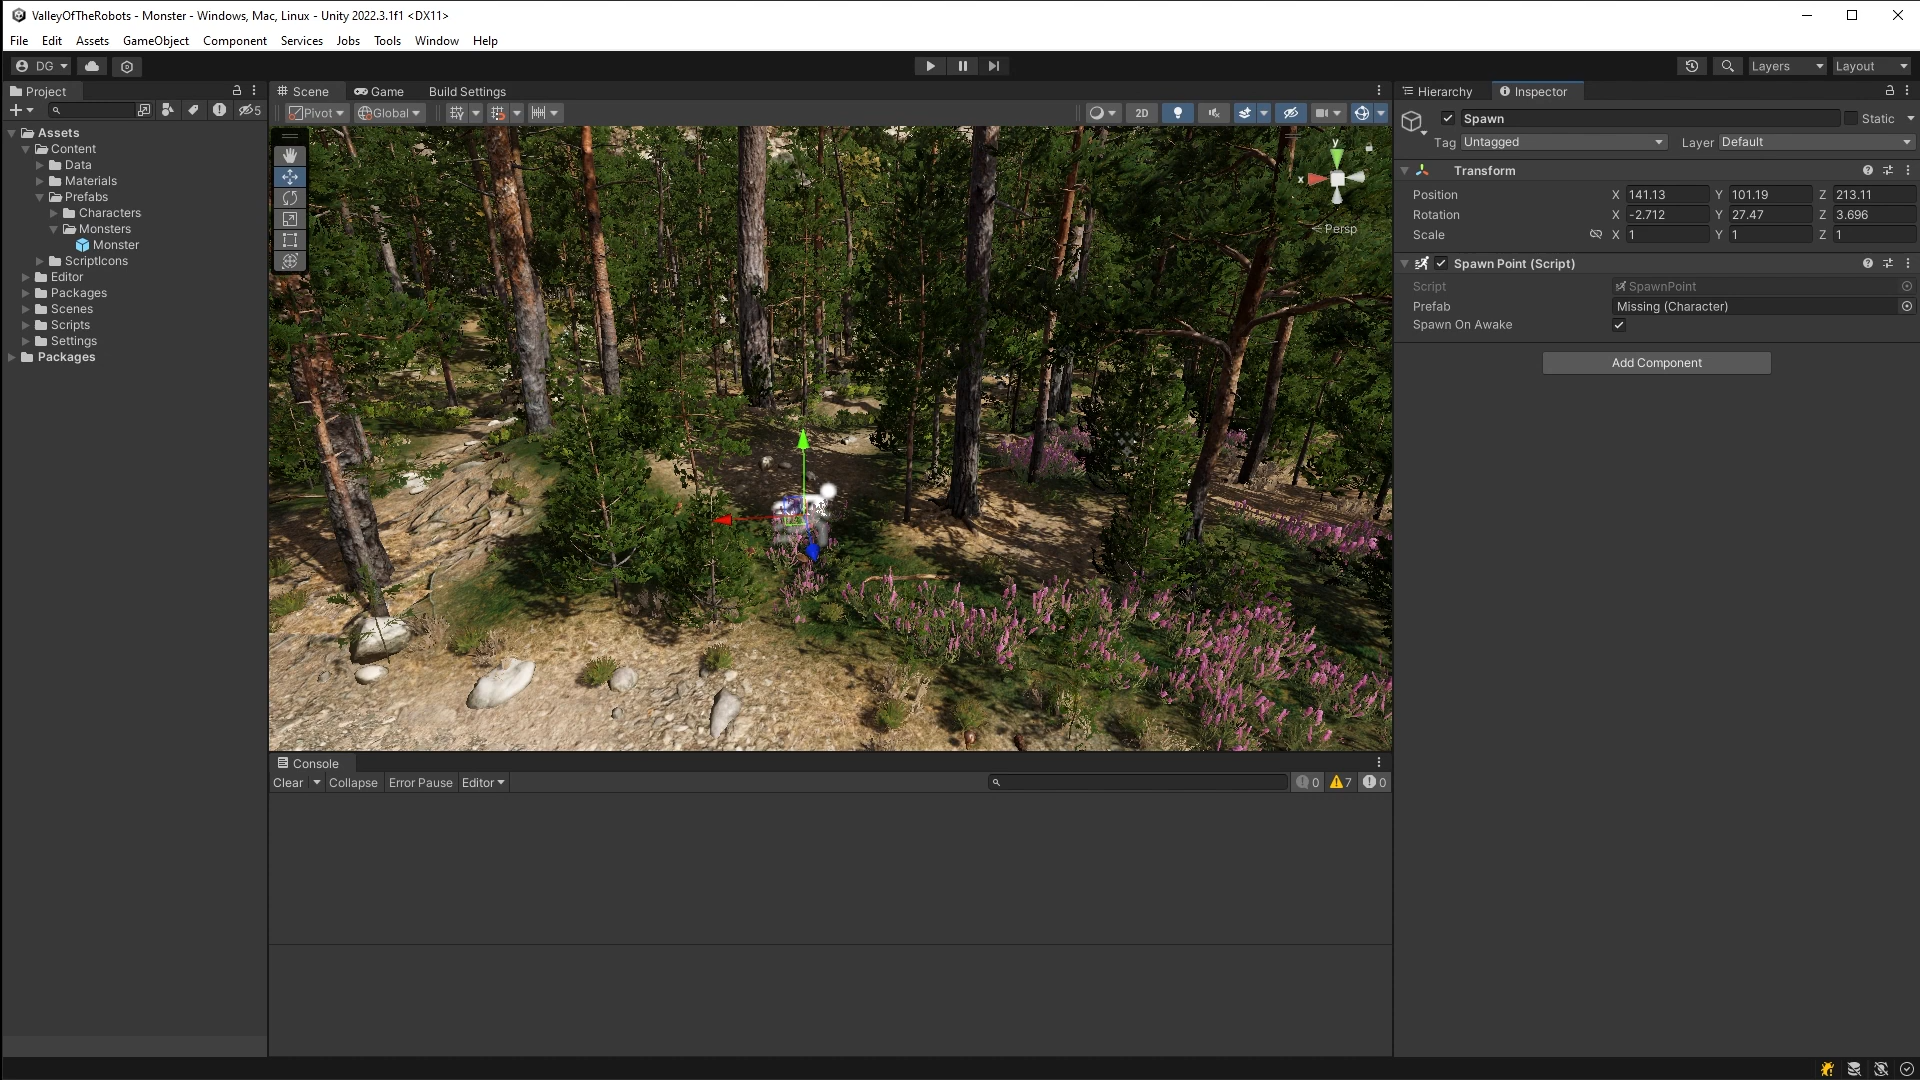 ValleyOfTheRobots - Monster - Windows, Mac, Linux - Unity 2022.3.1f1 <DX11>
File Edit Assets GameObject Component Services Jobs Tools Window Help
DG
Layers Layout
Project
5
Assets
Content
Data
Materials
Prefabs
Characters
Monsters
Monster
ScriptIcons
Editor
Packages
Scenes
Scripts
Settings
Packages
Scene Game Build Settings
Pivot Global 2D
y
x
Persp
Console
Clear Collapse Error Pause Editor 0 7 0
Hierarchy Inspector
Spawn Static
Tag Untagged Layer Default
Transform
Position X 141.13 Y 101.19 Z 213.11
Rotation X -2.712 Y 27.47 Z 3.696
Scale X 1 Y 1 Z 1
Spawn Point (Script)
Script SpawnPoint
Prefab Missing (Character)
Spawn On Awake
Add Component